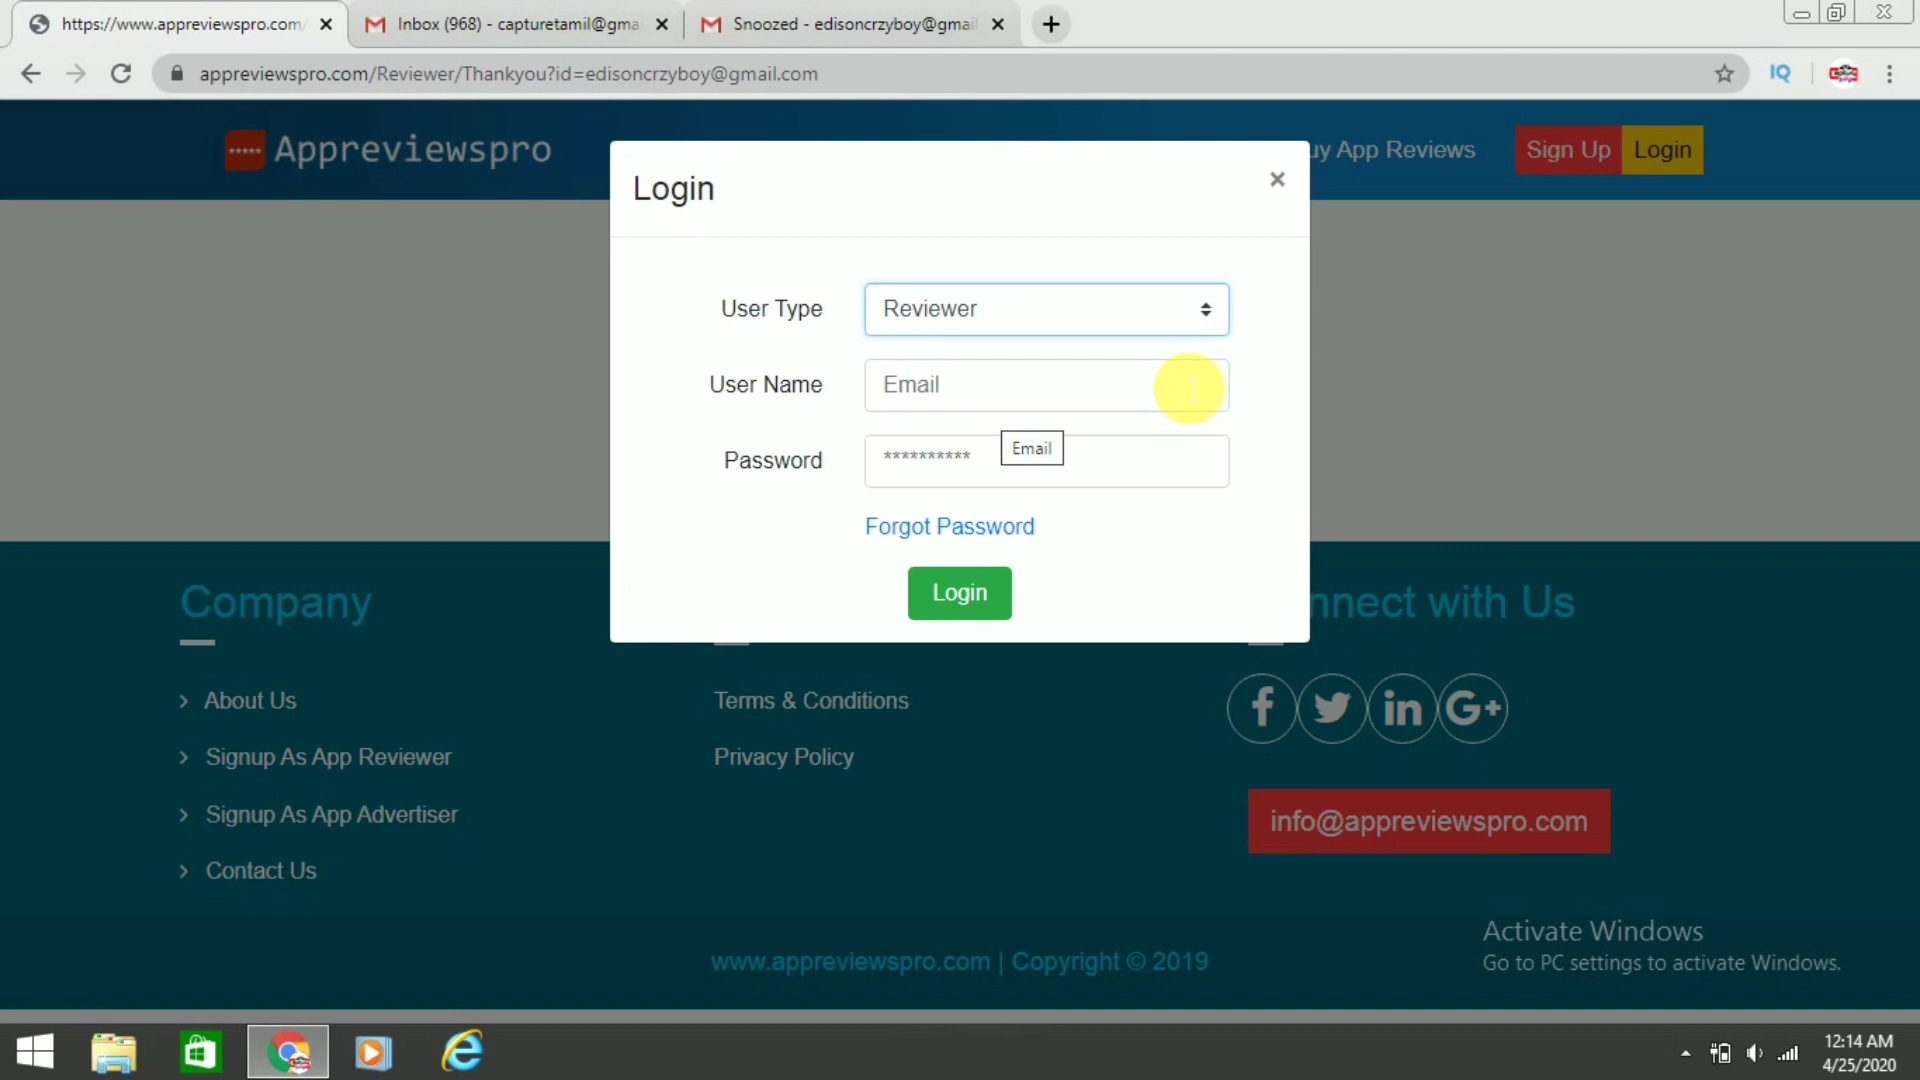 https://www.appreviewspro.com/
Inbox (968) - capturetamil@gma
Snoozed - edisoncrzyboy@gmail
appreviewspro.com/Reviewer/Thankyou?id=edisoncrzyboy@gmail.com
IQ
Appreviewspro
uy App Reviews
Sign Up
Login
Login
×
User Type
Reviewer
User Name
Email
Password
**********
Email
Forgot Password
Login
Company
nnect with Us
About Us
Terms & Conditions
Signup As App Reviewer
Privacy Policy
Signup As App Advertiser
info@appreviewspro.com
Contact Us
Activate Windows
Go to PC settings to activate Windows.
www.appreviewspro.com | Copyright © 2019
12:14 AM
4/25/2020